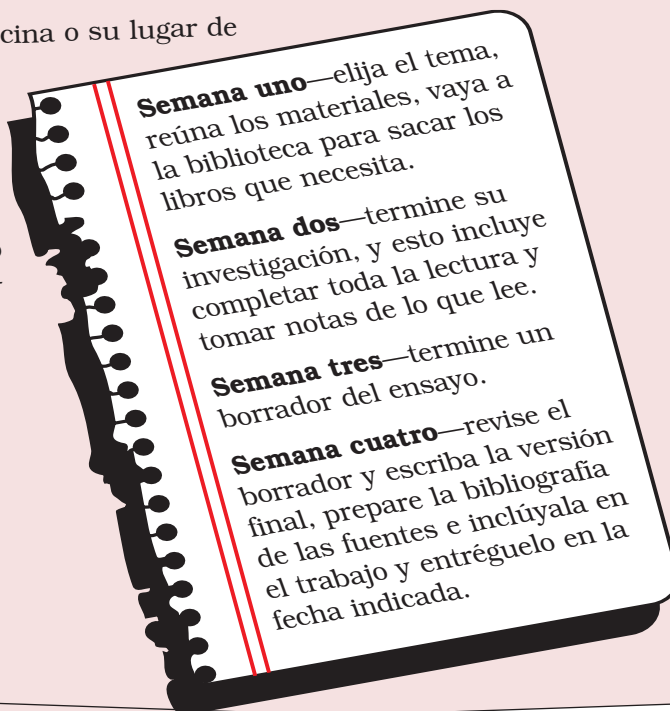 cina o su lugar de
Semana uno—elija el tema,
reúna los materiales, vaya a
la biblioteca para sacar los
libros que necesita.
Semana dos—termine su
investigación, y esto incluye
completar toda la lectura y
tomar notas de lo que lee.
Semana tres—termine un
borrador del ensayo.
Semana cuatro—revise el
borrador y escriba la versión
final, prepare la bibliografia
de las fuentes e inclúyala en
el trabajo y entréguelo en la
fecha indicada.